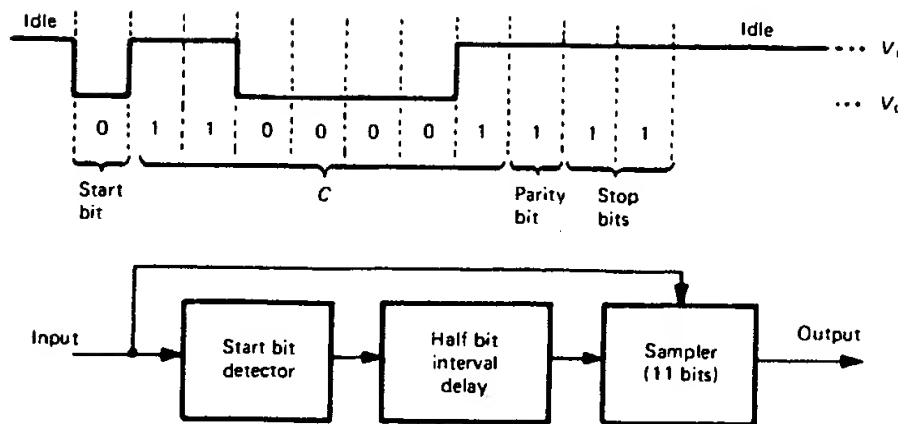 Idle
Idle
0 1 1 0 0 0 0 1 1 1 1
Start
bit
C
Parity
bit
Stop
bits
Input
Start bit
detector
Half bit
interval
delay
Sampler
(11 bits)
Output